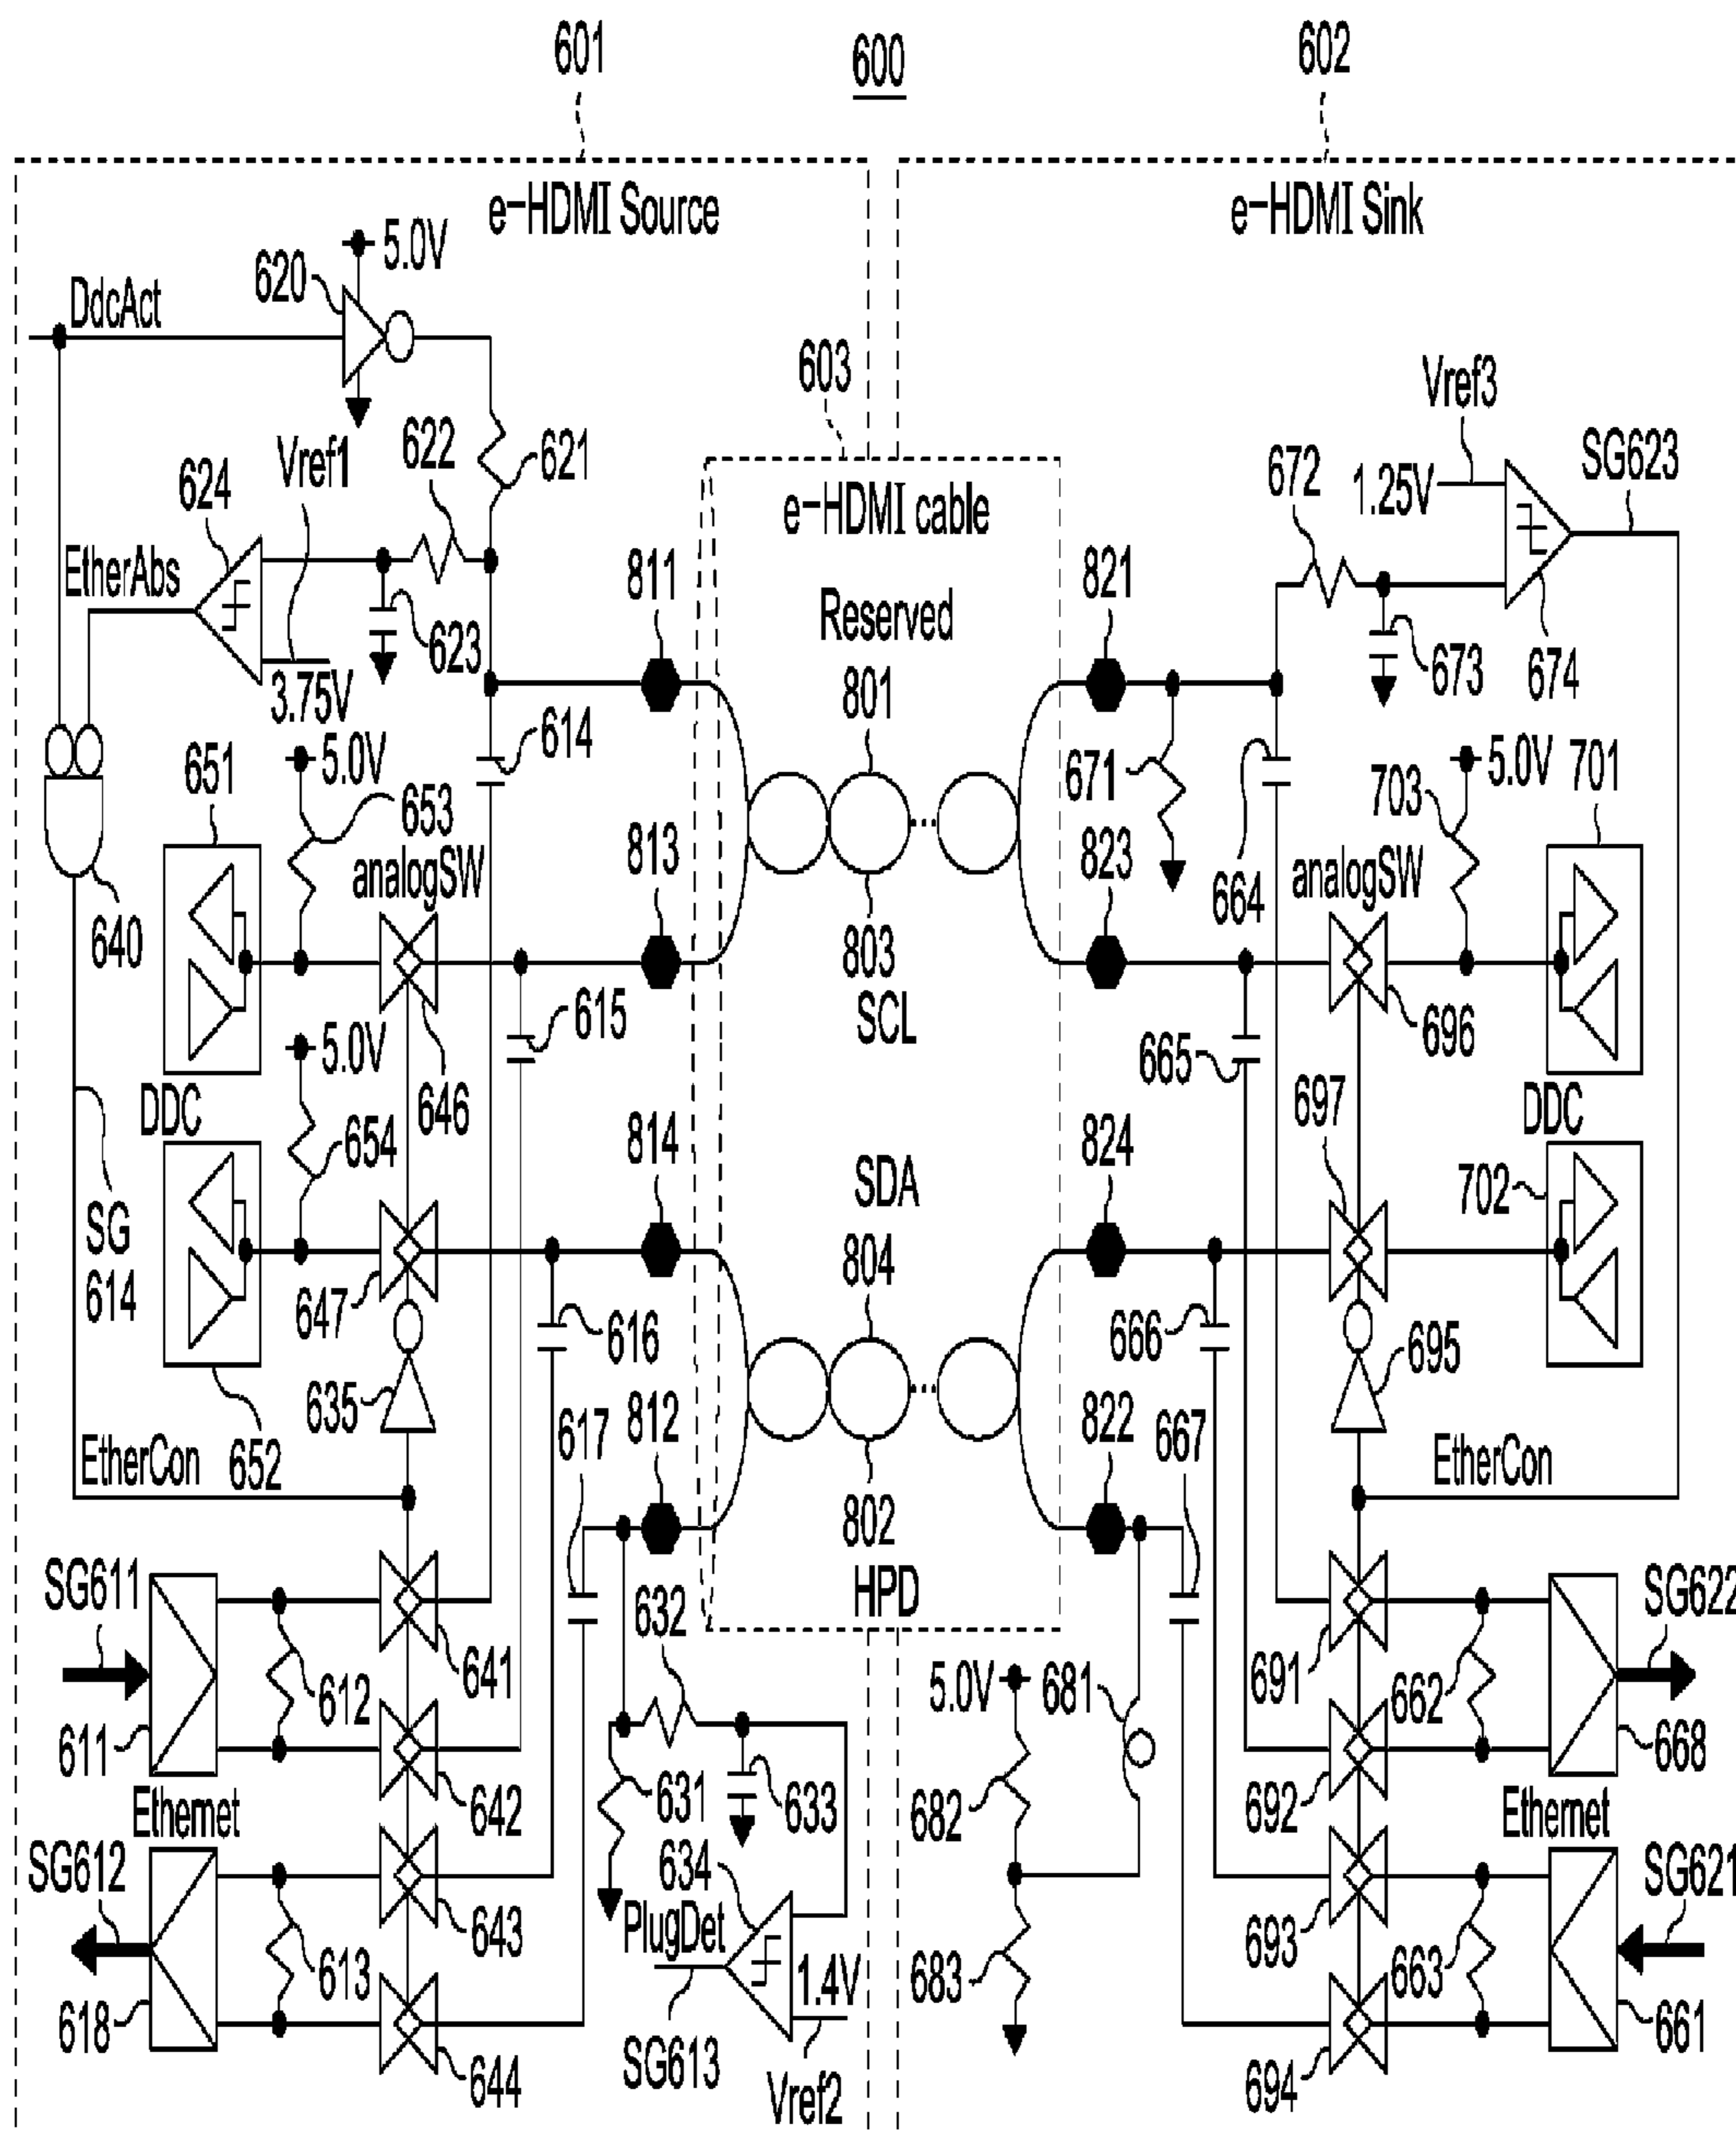 601
600
602
e-HDMI Source
e-HDMI Sink
5.0V
620
DdcAct
603
Vref3
622
621
Vref1
624
672
1.25V
SG623
e-HDMI cable
EtherAbs
811
821
Reserved
623
673
674
3.75V
801
614
5.0V
651
653
671
703
5.0V
701
813
823
analogSW
664
analogSW
640
803
SCL
615
5.0V
646
665
696
DDC
654
814
824
697
DDC
SDA
702
804
SG
614
647
616
666
695
635
617
812
822
667
EtherCon
652
802
EtherCon
HPD
SG611
632
SG622
641
5.0V
681
691
612
662
611
631
633
682
668
642
692
Ethernet
634
Ethernet
SG612
SG621
643
PlugDet
693
613
683
663
1.4V
618
661
SG613
644
694
Vref2